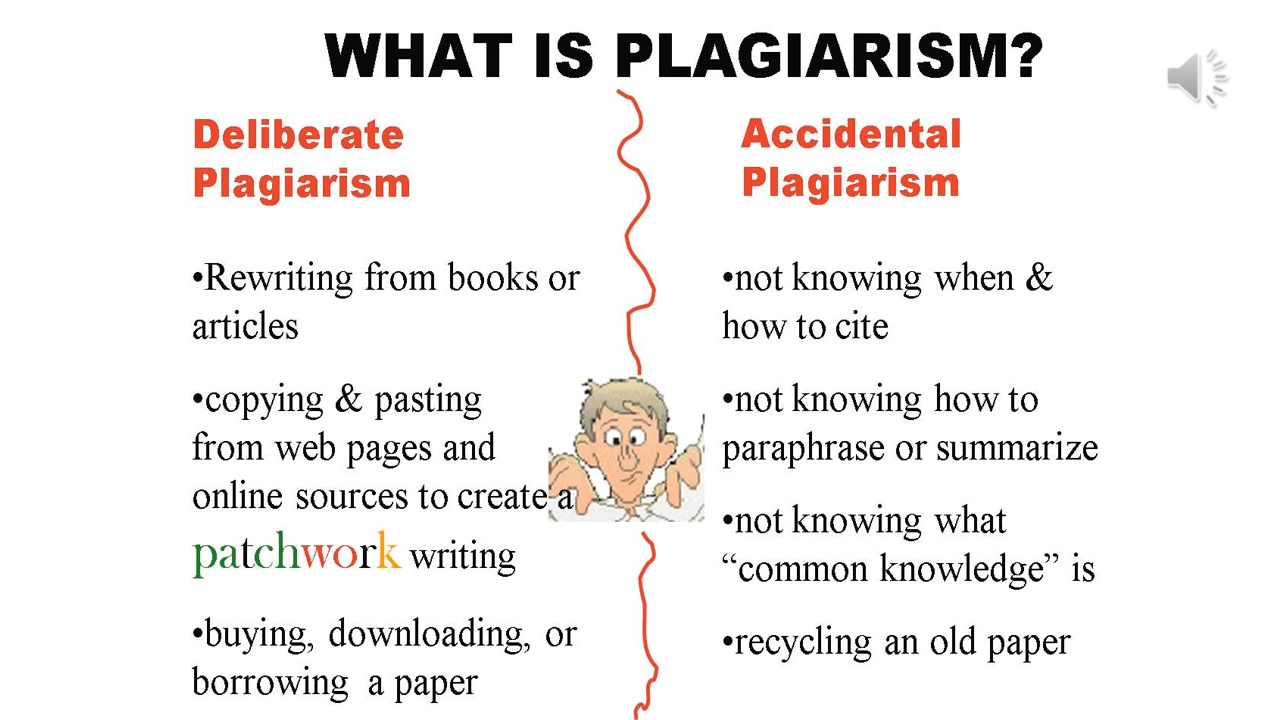 WHAT IS PLAGIARISM?
Deliberate
Plagiarism
•Rewriting from books or
articles
•copying & pasting
from web pages and
online sources to create a
patchwork writing
•buying, downloading, or
borrowing a paper
Accidental
Plagiarism
•not knowing when &
how to cite
•not knowing how to
paraphrase or summarize
•not knowing what
“common knowledge” is
•recycling an old paper